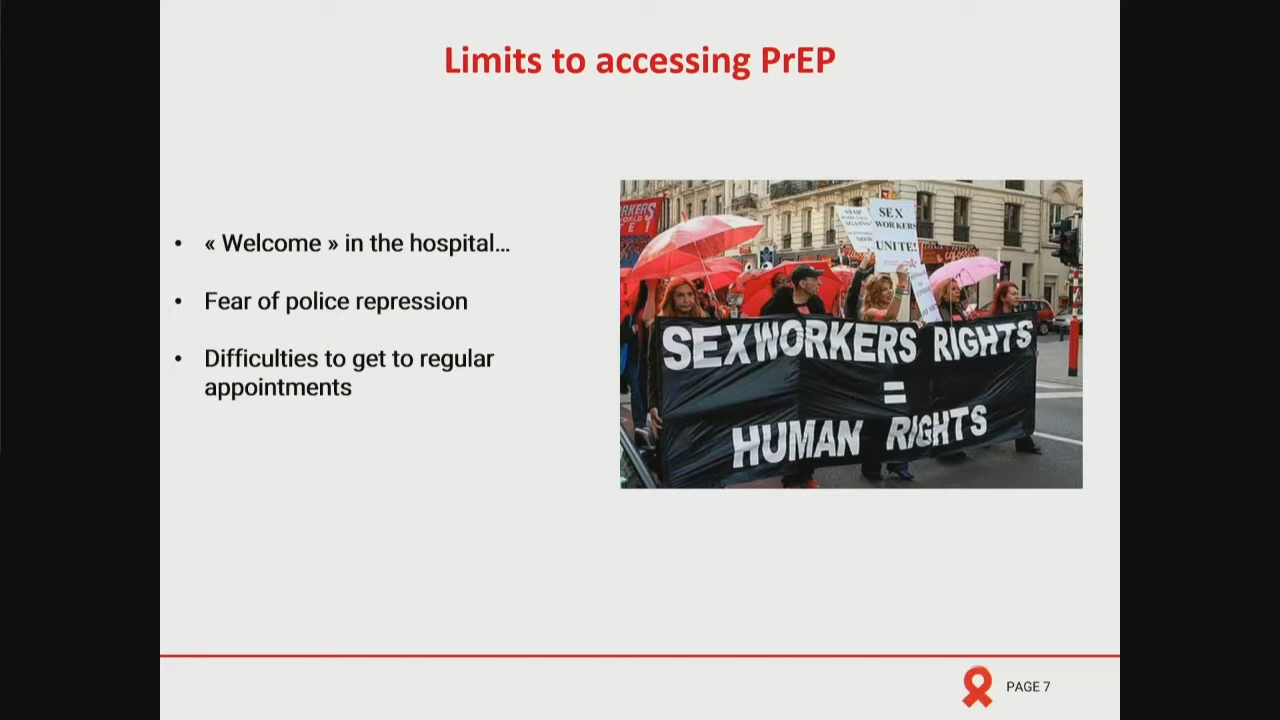 Limits to accessing PrEP
• « Welcome » in the hospital...
• Fear of police repression
• Difficulties to get to regular
appointments
SEX
WORKERS
UNITE!
SEXWORKERS RIGHTS
=
HUMAN RIGHTS
PAGE 7